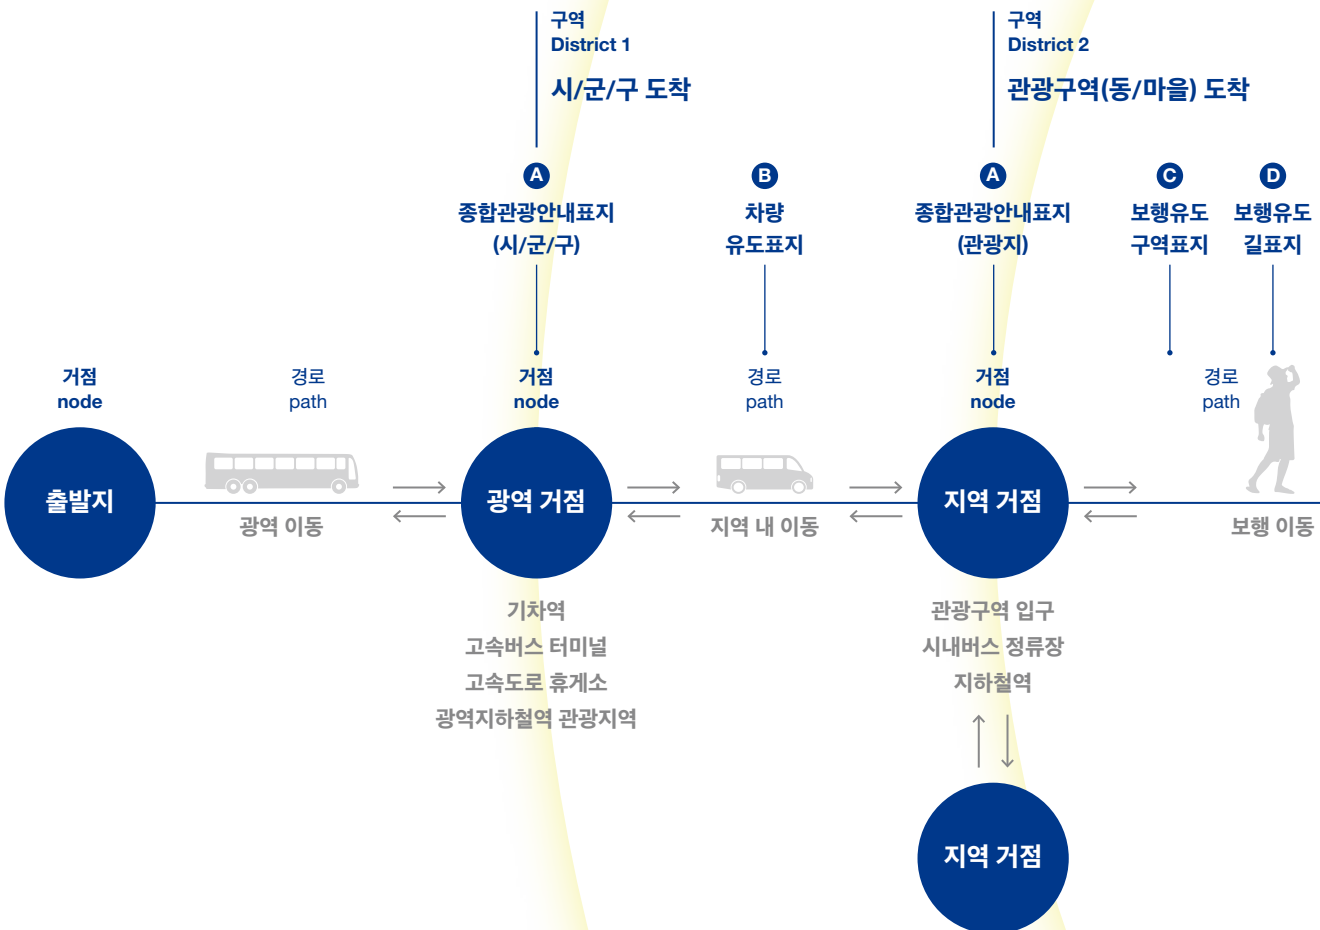 구역
District 1
시/군/구 도착
구역
District 2
관광구역(동/마을) 도착
A
종합관광안내표지
(시/군/구)
B
차량
유도표지
A
종합관광안내표지
(관광지)
C
보행유도
구역표지
D
보행유도
길표지
거점
node
경로
path
거점
node
경로
path
거점
node
경로
path
출발지
광역 이동
광역 거점
지역 내 이동
지역 거점
보행 이동
기차역
고속버스 터미널
고속도로 휴게소
광역지하철역 관광지역
관광구역 입구
시내버스 정류장
지하철역
지역 거점